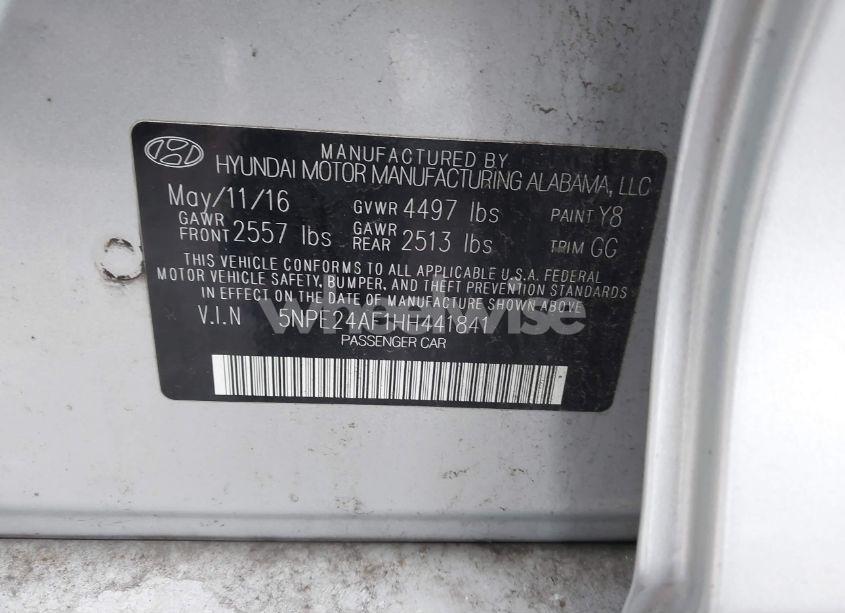 MANUFACTURED BY
HYUNDAI MOTOR MANUFACTURING ALABAMA, LLC
May/11/16 GVWR 4497 lbs PAINT Y8
GAWR FRONT 2557 lbs GAWR REAR 2513 lbs TRIM GG
THIS VEHICLE CONFORMS TO ALL APPLICABLE U.S.A. FEDERAL
MOTOR VEHICLE SAFETY, BUMPER, AND THEFT PREVENTION STANDARDS
IN EFFECT ON THE DATE OF MANUFACTURE SHOWN ABOVE
V.I.N 5NPE24AF1HH441841
wheelwise
PASSENGER CAR